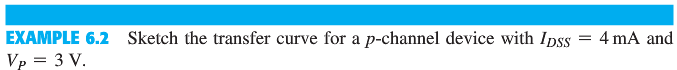 EXAMPLE 6.2 Sketch the transfer curve for a p-channel device with I_DSS = 4 mA and
V_P = 3 V.